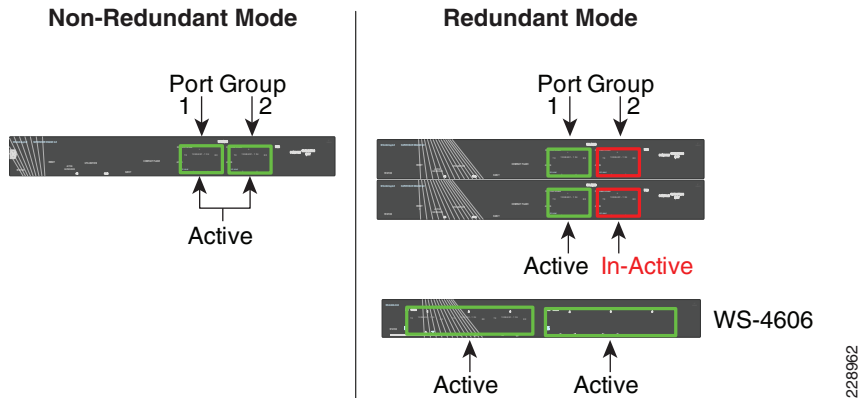 Non-Redundant Mode
Redundant Mode
Port Group
1 2
Active
Port Group
1 2
Active In-Active
WS-4606
Active Active
228962